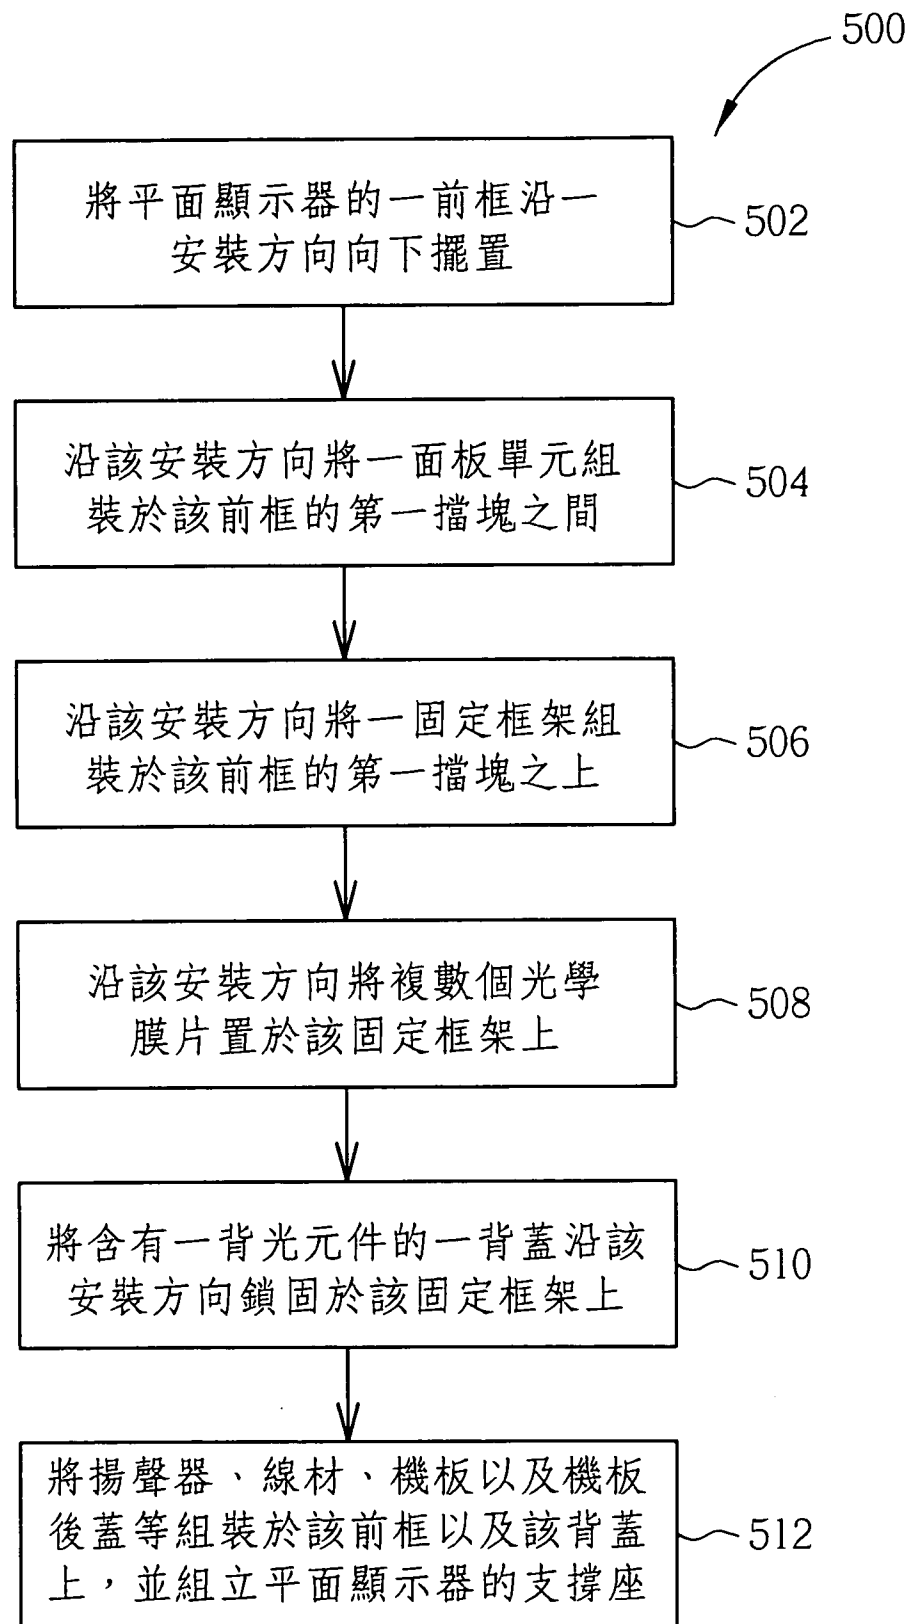 500
將平面顯示器的一前框沿一
安裝方向向下擺置
502
沿該安裝方向將一面板單元組
裝於該前框的第一擋塊之間
504
沿該安裝方向將一固定框架組
裝於該前框的第一擋塊之上
506
沿該安裝方向將複數個光學
膜片置於該固定框架上
508
將含有一背光元件的一背蓋沿該
安裝方向鎖固於該固定框架上
510
將揚聲器、線材、機板以及機板
後蓋等組裝於該前框以及該背蓋
上，並組立平面顯示器的支撐座
512